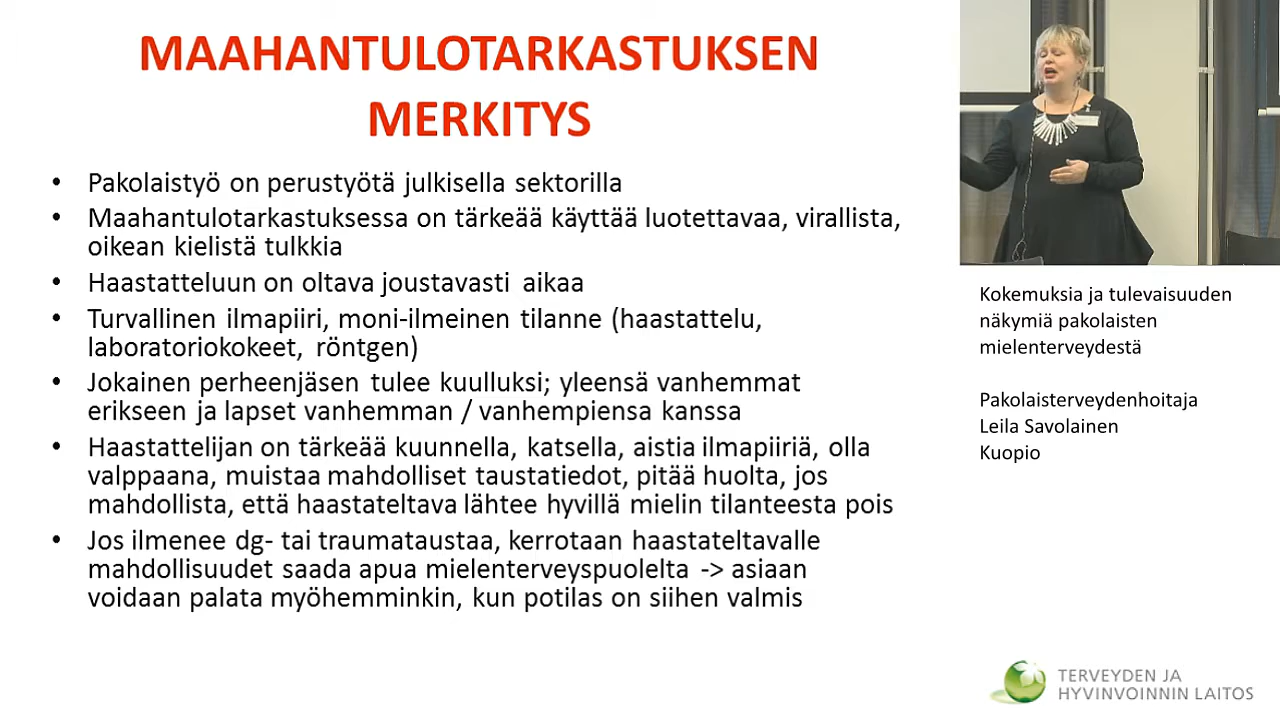 MAAHANTULOTARKASTUKSEN
MERKITYS
• Pakolaistyö on perustyötä julkisella sektorilla
• Maahantulotarkastuksessa on tärkeää käyttää luotettavaa, virallista,
oikean kielistä tulkkia
• Haastatteluun on oltava joustavasti aikaa
• Turvallinen ilmapiiri, moni-ilmeinen tilanne (haastattelu,
laboratoriokokeet, röntgen)
• Jokainen perheenjäsen tulee kuulluksi; yleensä vanhemmat
erikseen ja lapset vanhemman / vanhempiensa kanssa
• Haastattelijan on tärkeää kuunnella, katsella, aistia ilmapiiriä, olla
valppaana, muistaa mahdolliset taustatiedot, pitää huolta, jos
mahdollista, että haastateltava lähtee hyvillä mielin tilanteesta pois
• Jos ilmenee dg- tai traumataustaa, kerrotaan haastateltavalle
mahdollisuudet saada apua mielenterveyspuolelta -> asiaan
voidaan palata myöhemminkin, kun potilas on siihen valmis
Kokemuksia ja tulevaisuuden
näkymiä pakolaisten
mielenterveydestä
Pakolaisterveydenhoitaja
Leila Savolainen
Kuopio
TERVEYDEN JA
HYVINVOINNIN LAITOS